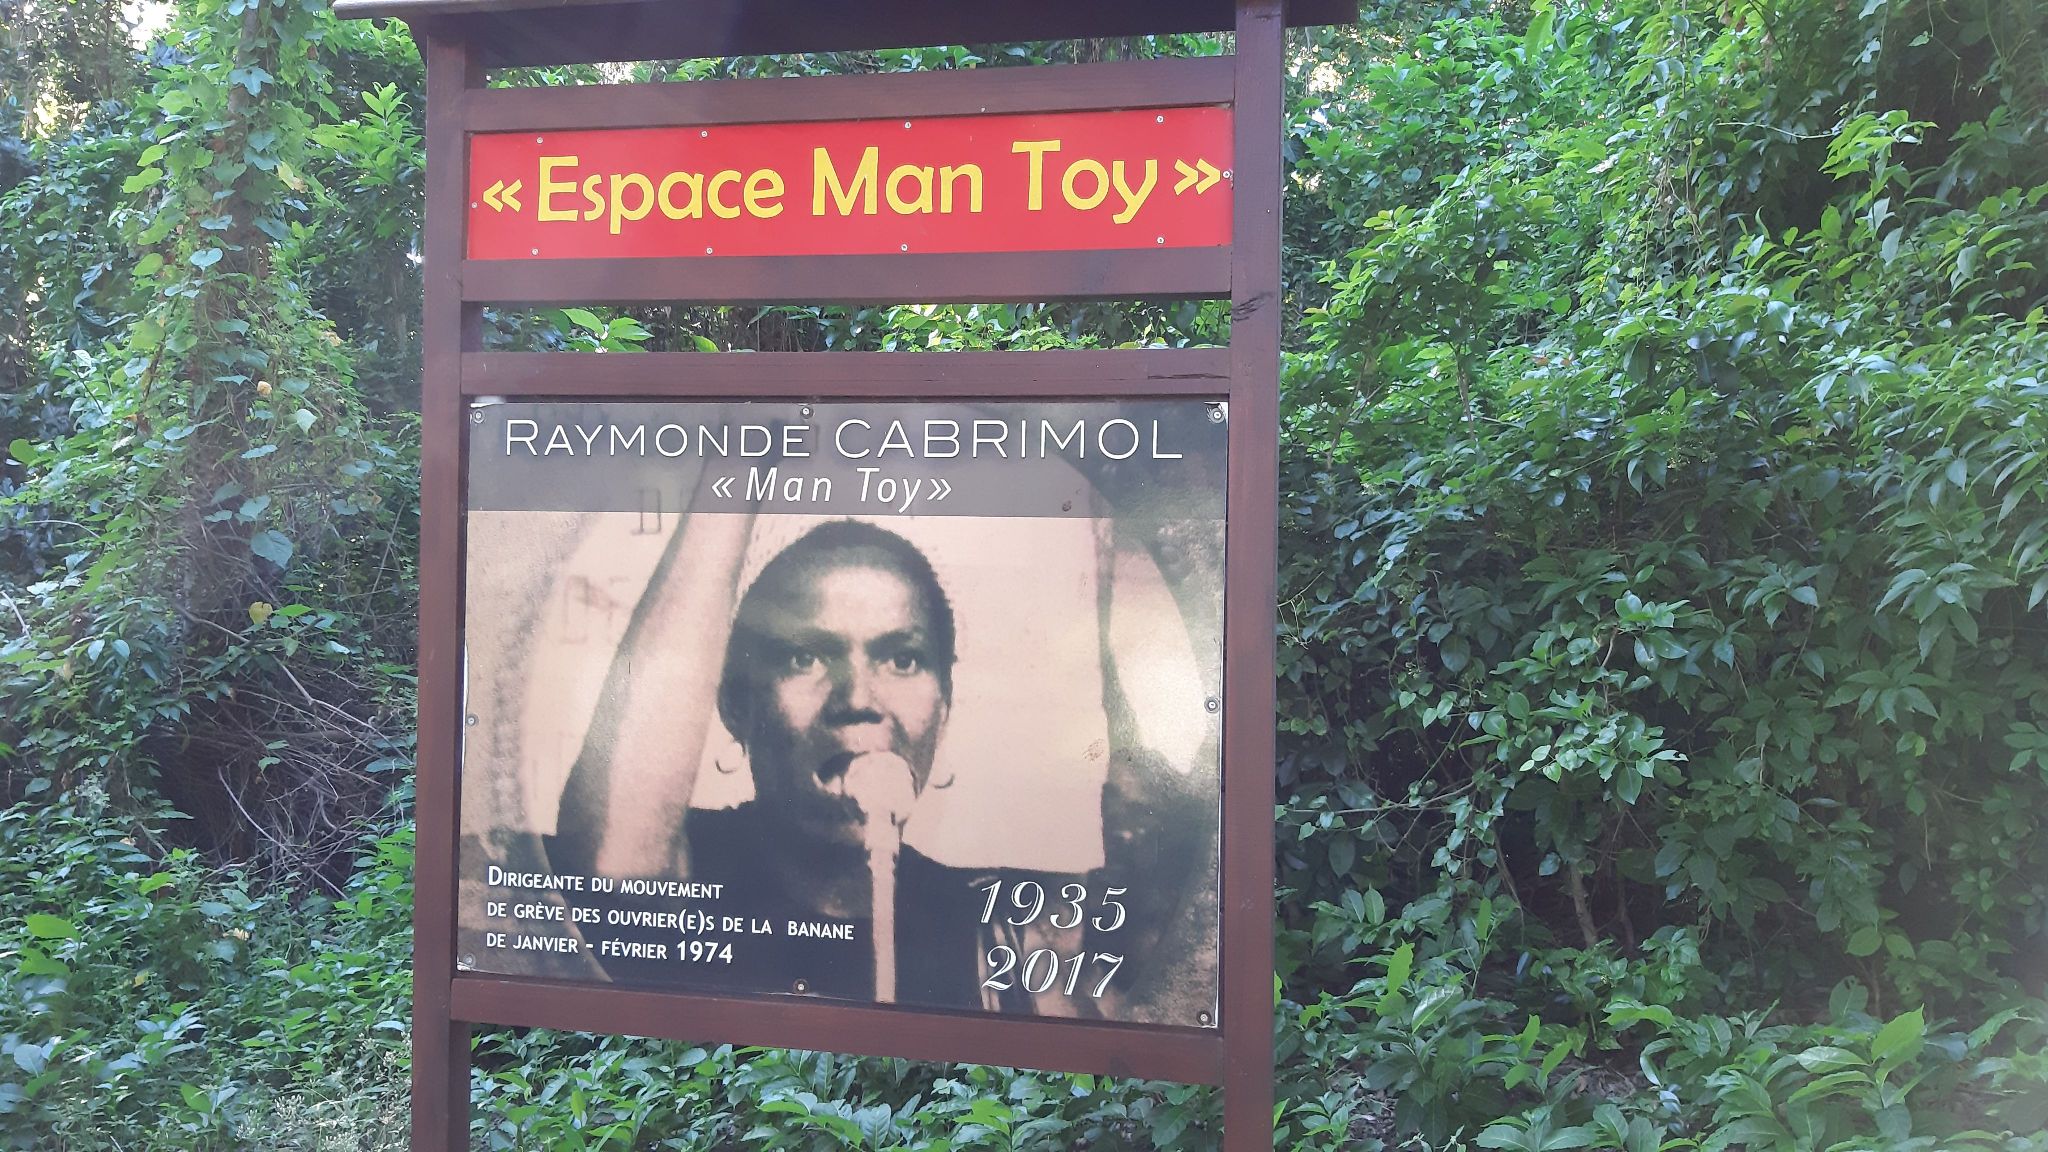 « Espace Man Toy »
RAYMONDE CABRIMOL
« Man Toy »
DIRIGEANTE DU MOUVEMENT
DE GRÈVE DES OUVRIER(E)S DE LA BANANE
DE JANVIER - FÉVRIER 1974
1935
2017